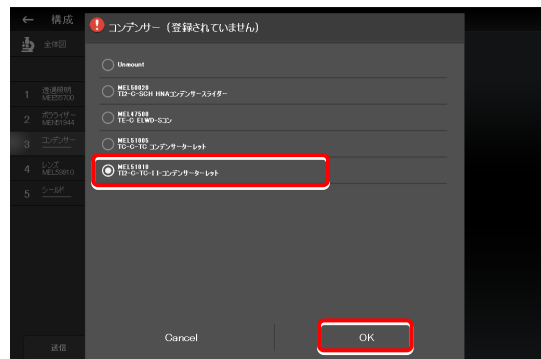 ← 構成
コンデンサー（登録されていません）
全体図
Unmount
1 透過照明
MEE55700
MEL50920
TI2-C-SCH HNAコンデンサースライダー
2 ポラライザー
MEN51944
MEL47500
TE-C ELWD-Sコン
3 コンデンサー
MEL51005
TC-C-TC コンデンサーターレット
4 レンズ
MEL59910
MEL51010
TI2-C-TC-I I-コンデンサーターレット
5 シールド
送信
Cancel
OK